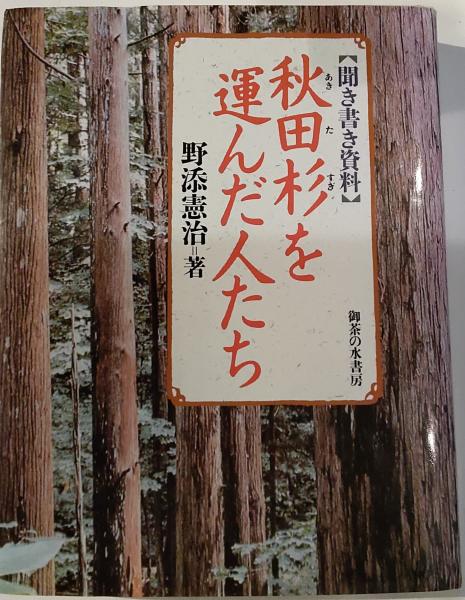 【聞き書き資料】
秋田杉を
あきたすぎ
運んだ人たち
野添憲治=著
御茶の水書房